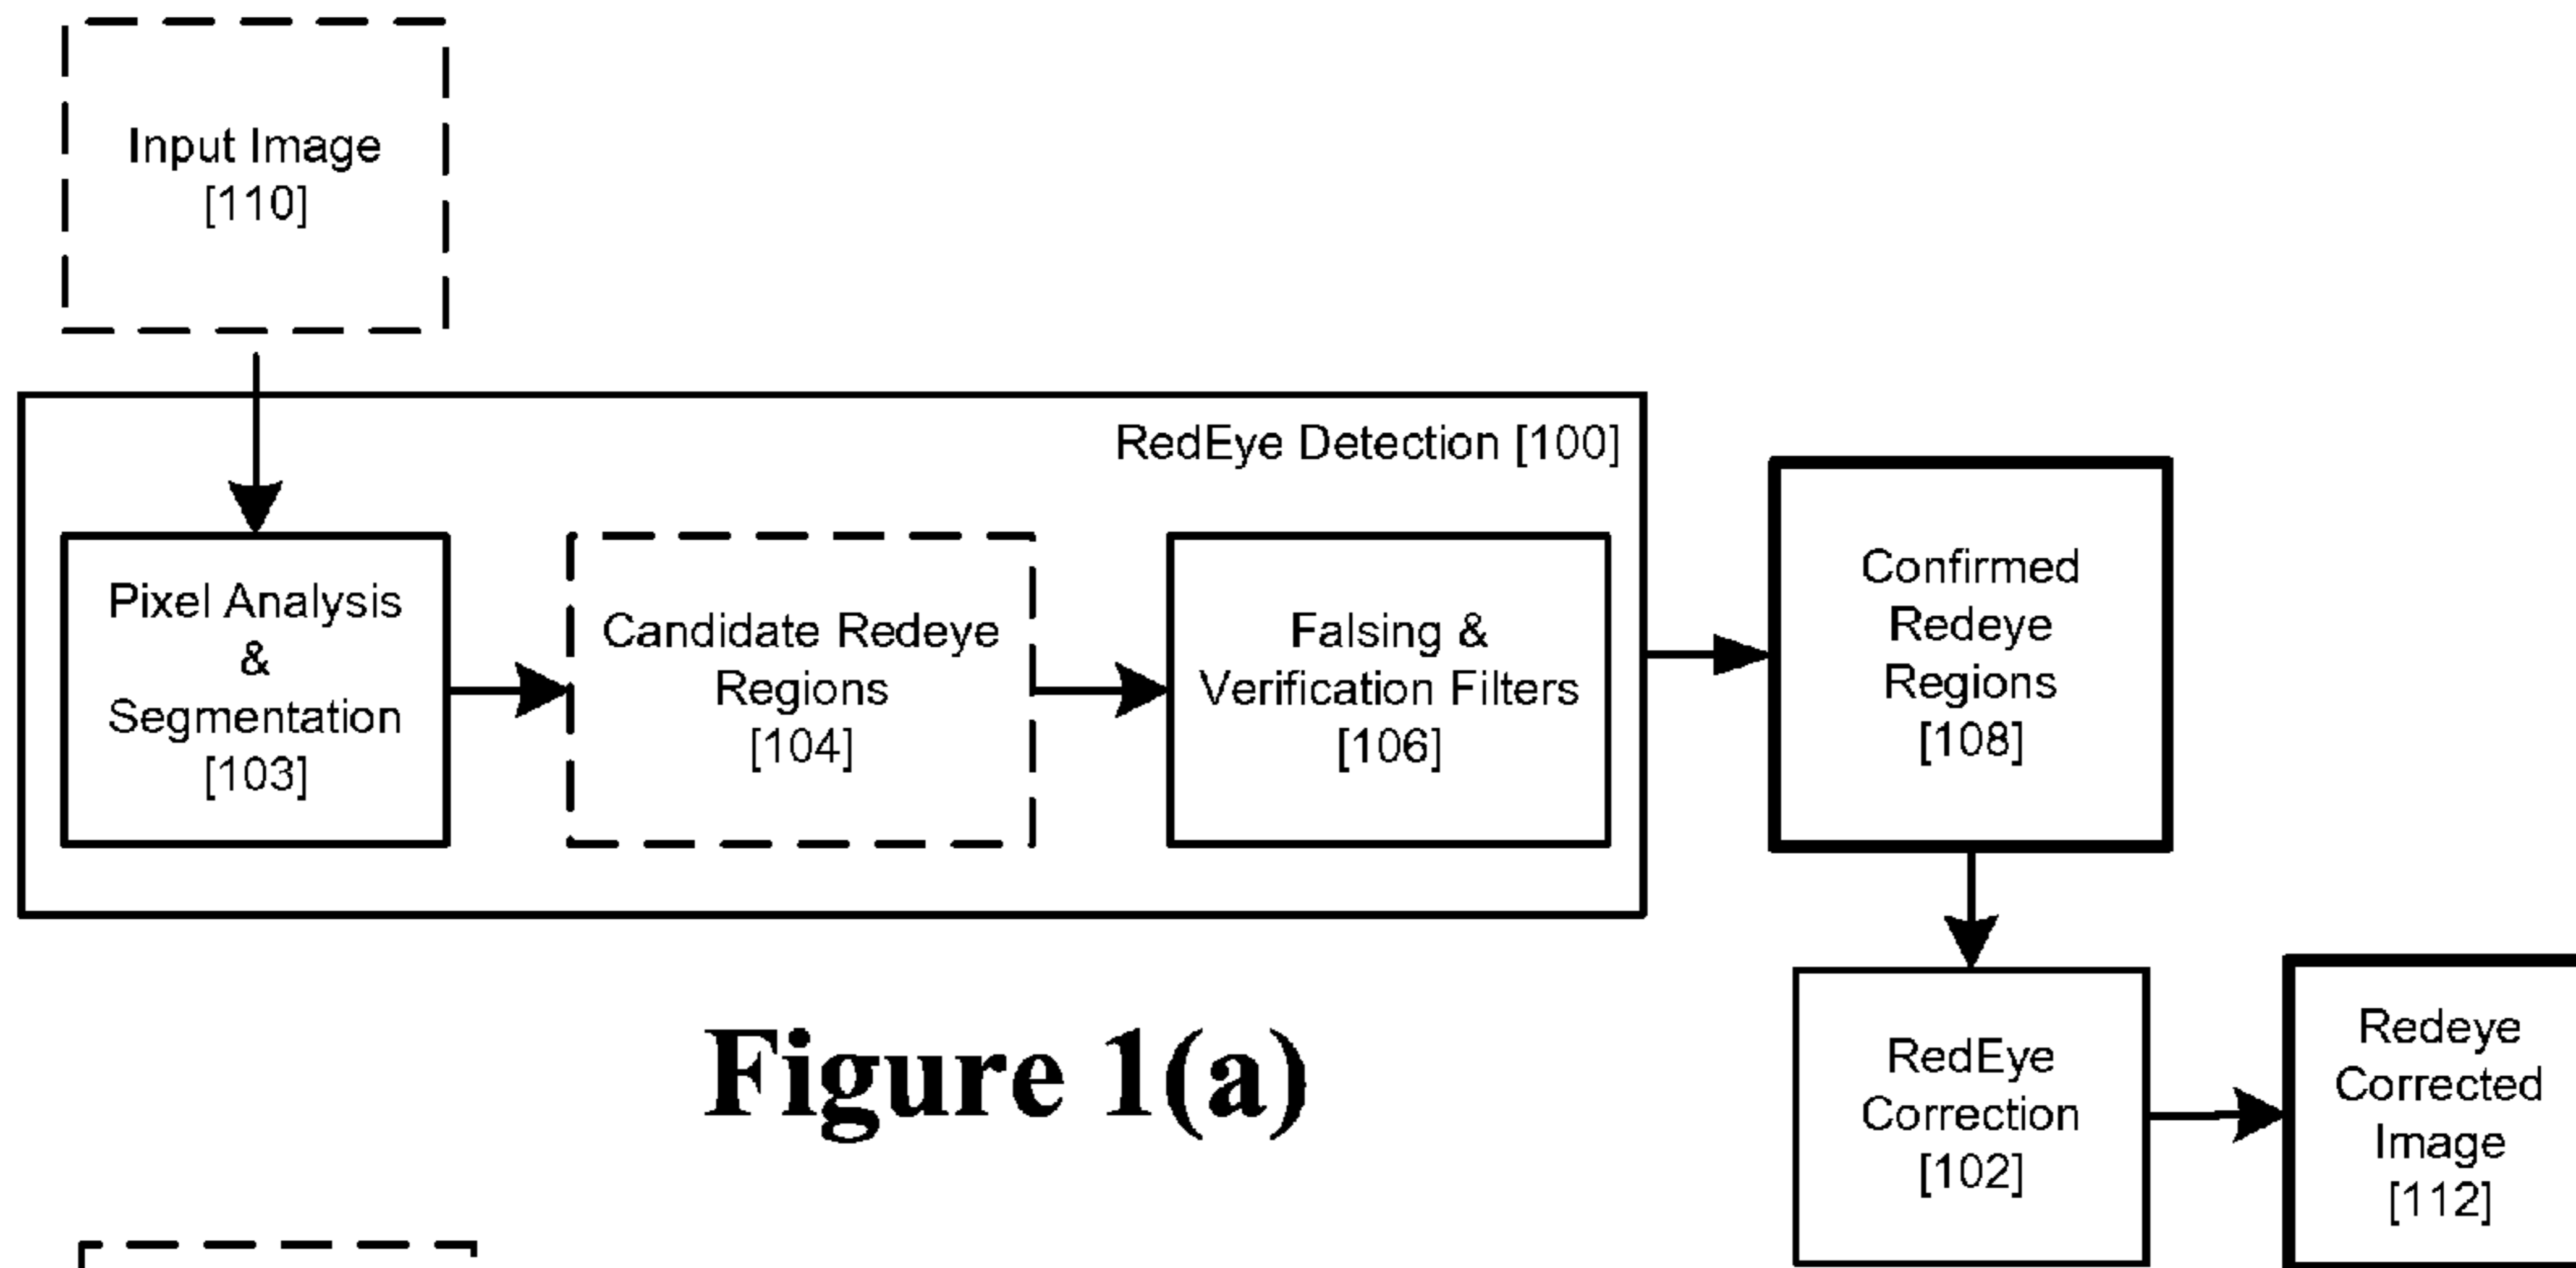 Input Image
[110]
RedEye Detection [100]
Pixel Analysis
&
Segmentation
[103]
Candidate Redeye
Regions
[104]
Falsing &
Verification Filters
[106]
Confirmed
Redeye
Regions
[108]
RedEye
Correction
[102]
Redeye
Corrected
Image
[112]
Figure 1(a)